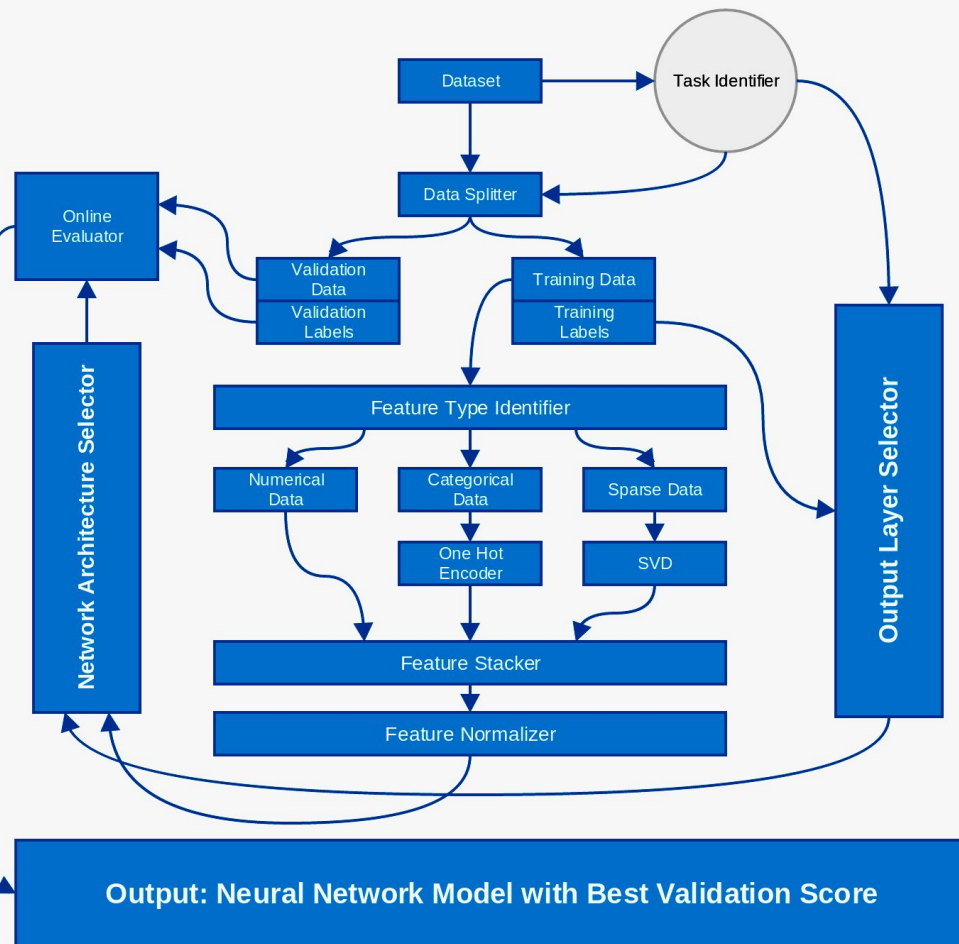 Dataset
Task Identifier
Data Splitter
Online
Evaluator
Validation
Data
Validation
Labels
Training Data
Training
Labels
Network Architecture Selector
Output Layer Selector
Feature Type Identifier
Numerical
Data
Categorical
Data
Sparse Data
One Hot
Encoder
SVD
Feature Stacker
Feature Normalizer
Output: Neural Network Model with Best Validation Score